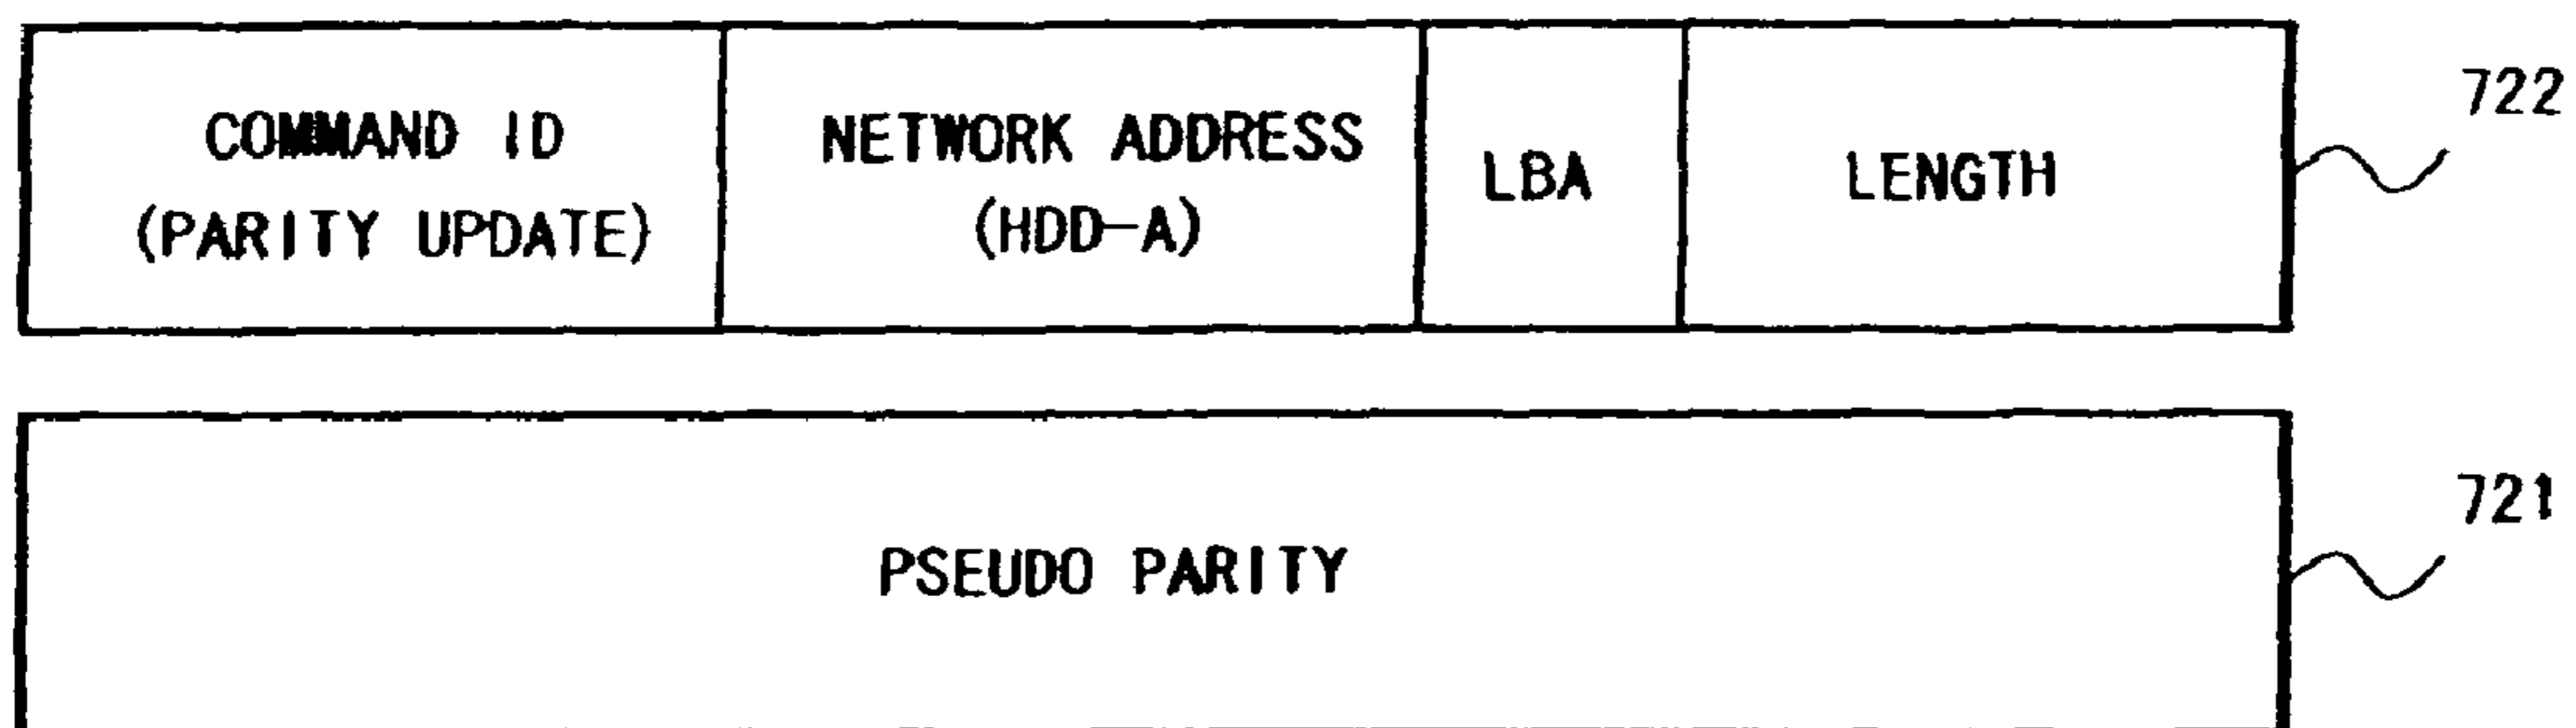 722
COMMAND ID
(PARITY UPDATE)
NETWORK ADDRESS
(HDD-A)
LBA
LENGTH
721
PSEUDO PARITY